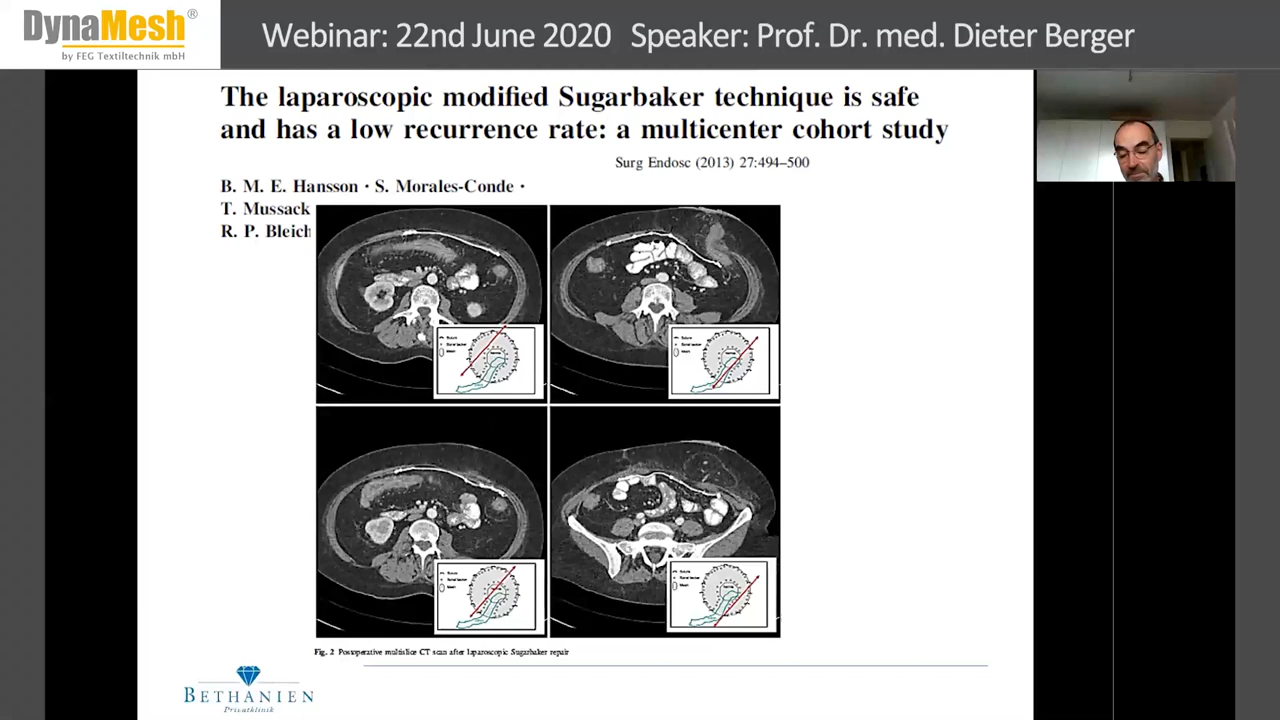 DynaMesh®
by FEG Textiltechnik mbH
Webinar: 22nd June 2020 Speaker: Prof. Dr. med. Dieter Berger
The laparoscopic modified Sugarbaker technique is safe
and has a low recurrence rate: a multicenter cohort study
Surg Endosc (2013) 27:494–500
B. M. E. Hansson · S. Morales-Conde ·
T. Mussack
R. P. Bleich
Fig. 2 Postoperative multislice CT scan after laparoscopic Sugarbaker repair
BETHANIEN
Privatklinik